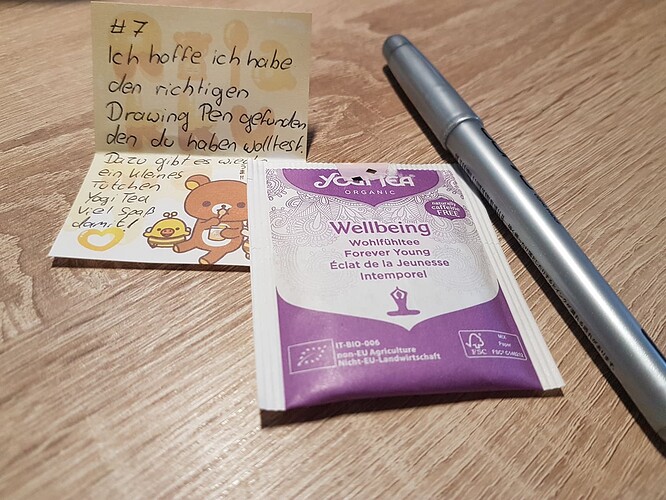 #7
Ich hoffe ich habe
den richtigen
Drawing Pen gefunden
den du haben wolltest.
Dazu gibt es
ein kleines
Tütchen
Yogi Tea
viel Spaß
damit!
YOGI TEA
ORGANIC
naturally
caffeine
FREE
Wellbeing
Wohlfühltee
Forever Young
Éclat de la Jeunesse
Intemporel
IT-BIO-006
non-EU Agriculture
Nicht-EU-Landwirtschaft
FSC
MIX
Paper